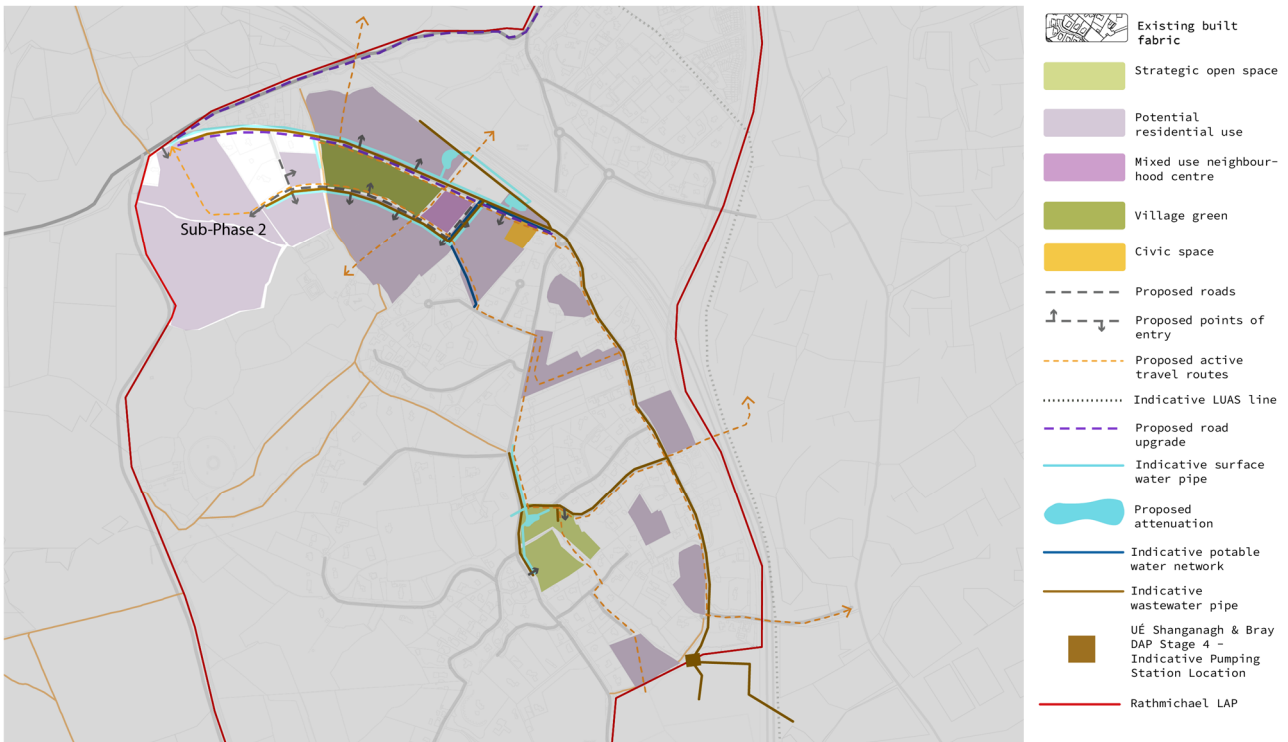 Sub-Phase 2
Existing built
fabric
Strategic open space
Potential
residential use
Mixed use neighbour-
hood centre
Village green
Civic space
Proposed roads
Proposed points of
entry
Proposed active
travel routes
Indicative LUAS line
Proposed road
upgrade
Indicative surface
water pipe
Proposed
attenuation
Indicative potable
water network
Indicative
wastewater pipe
UÉ Shanganagh & Bray
DAP Stage 4 –
Indicative Pumping
Station Location
Rathmichael LAP